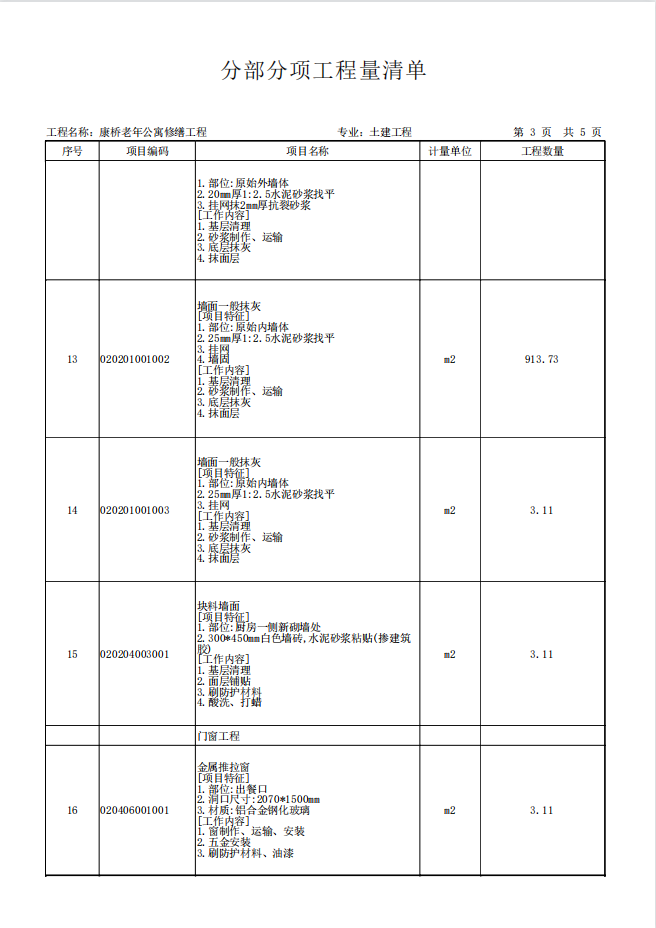 分部分项工程量清单
工程名称: 康桥老年公寓修缮工程 专业: 土建工程 第 3 页 共 5 页
序号 项目编码 项目名称 计量单位 工程数量
1.部位:原始外墙体
2.20mm厚1:2.5水泥砂浆找平
3.挂网抹2mm厚抗裂砂浆
[工作内容]
1.基层清理
2.砂浆制作、运输
3.底层抹灰
4.抹面层
墙面一般抹灰
[项目特征]
1.部位:原始内墙体
2.25mm厚1:2.5水泥砂浆找平
3.挂网
13 020201001002 4.墙固 m2 913.73
[工作内容]
1.基层清理
2.砂浆制作、运输
3.底层抹灰
4.抹面层
墙面一般抹灰
[项目特征]
1.部位:原始内墙体
2.25mm厚1:2.5水泥砂浆找平
3.挂网
14 020201001003 [工作内容] m2 3.11
1.基层清理
2.砂浆制作、运输
3.底层抹灰
4.抹面层
块料墙面
[项目特征]
1.部位:厨房一侧新砌墙处
2.300*450mm白色墙砖,水泥砂浆粘贴(掺建筑
胶)
15 020204003001 [工作内容] m2 3.11
1.基层清理
2.面层铺贴
3.刷防护材料
4.酸洗、打蜡
门窗工程
金属推拉窗
[项目特征]
1.部位:出餐口
2.洞口尺寸:2070*1500mm
16 020406001001 3.材质:铝合金钢化玻璃 m2 3.11
[工作内容]
1.窗制作、运输、安装
2.五金安装
3.刷防护材料、油漆